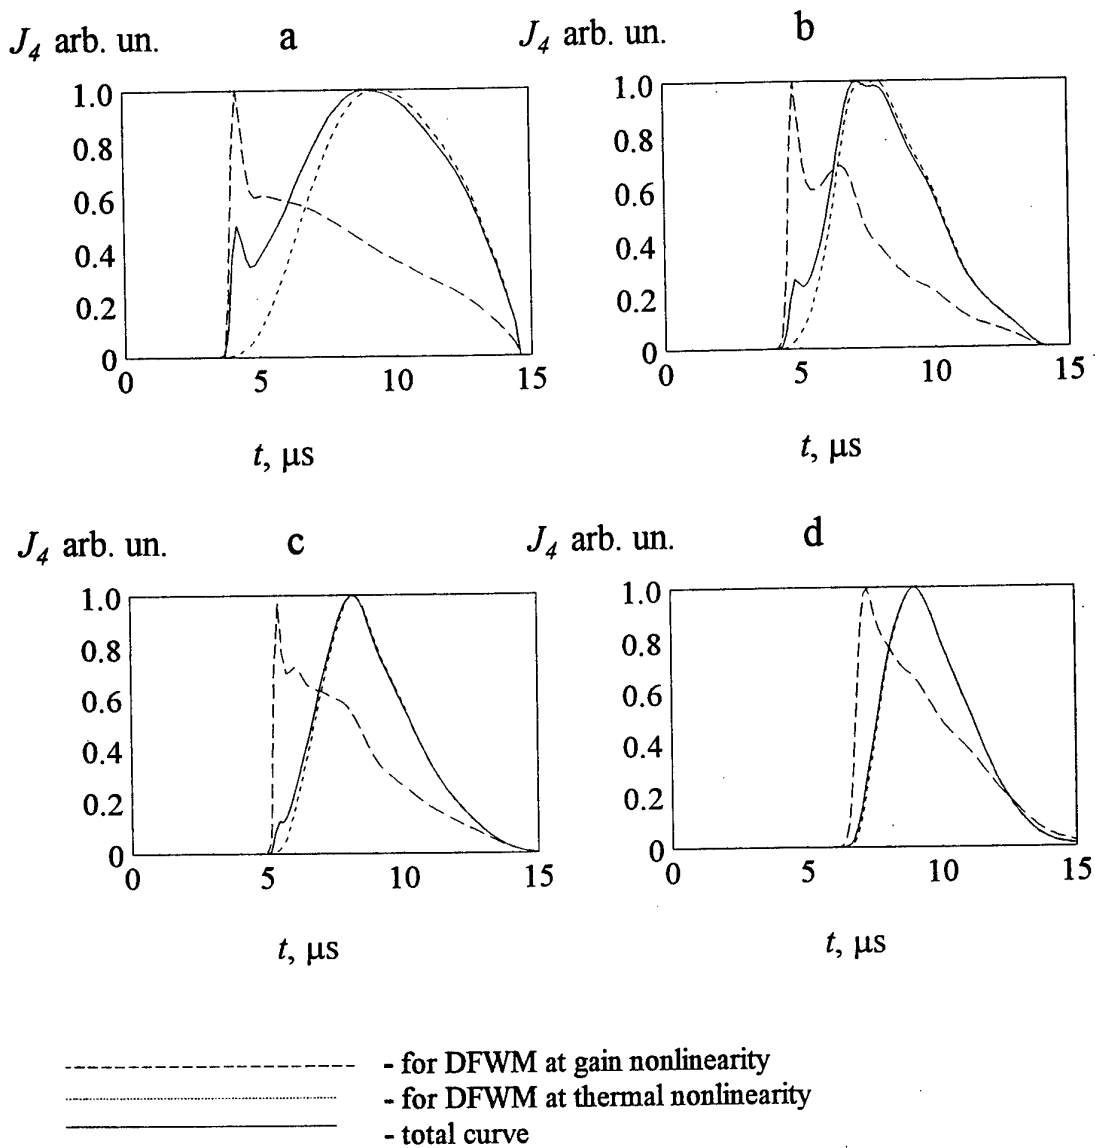 J4 arb. un. a
1.0
0.8
0.6
0.4
0.2
0
0 5 10 15
t, μs
J4 arb. un. b
1.0
0.8
0.6
0.4
0.2
0
0 5 10 15
t, μs
J4 arb. un. c
1.0
0.8
0.6
0.4
0.2
0
0 5 10 15
t, μs
J4 arb. un. d
1.0
0.8
0.6
0.4
0.2
0
0 5 10 15
t, μs
- for DFWM at gain nonlinearity
- for DFWM at thermal nonlinearity
- total curve